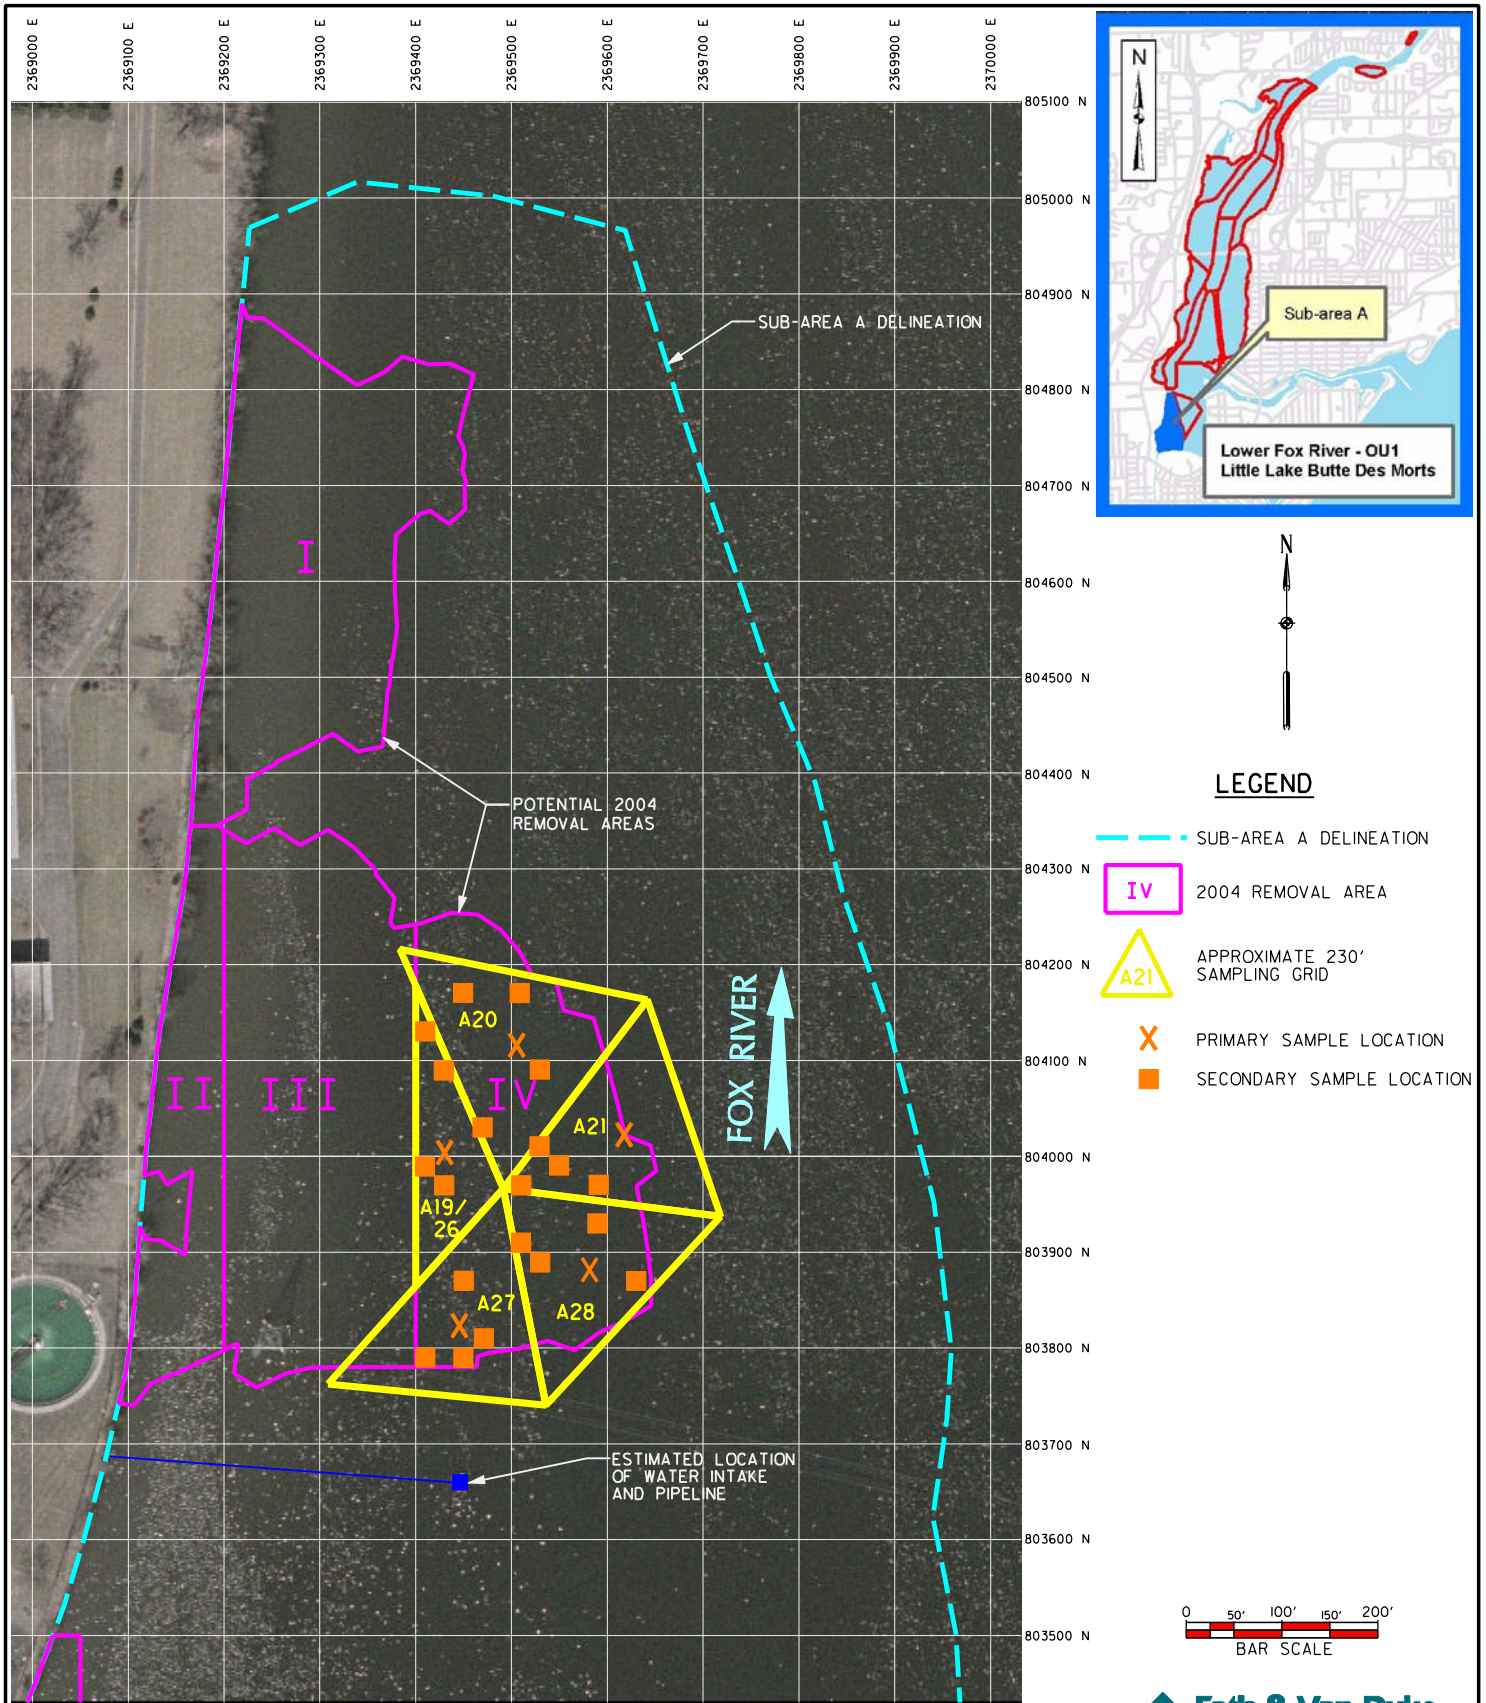 2369000 E
2369100 E
2369200 E
2369300 E
2369400 E
2369500 E
2369600 E
2369700 E
2369800 E
2369900 E
2370000 E
805100 N
805000 N
804900 N
804800 N
804700 N
804600 N
804500 N
804400 N
804300 N
804200 N
804100 N
804000 N
803900 N
803800 N
803700 N
803600 N
803500 N
SUB-AREA A DELINEATION
I
POTENTIAL 2004
REMOVAL AREAS
II
III
IV
A20
A21
A19/
26
A27
A28
FOX RIVER
ESTIMATED LOCATION
OF WATER INTAKE
AND PIPELINE
N
Sub-area A
Lower Fox River - OU1
Little Lake Butte Des Morts
N
LEGEND
SUB-AREA A DELINEATION
IV
2004 REMOVAL AREA
A21
APPROXIMATE 230'
SAMPLING GRID
PRIMARY SAMPLE LOCATION
SECONDARY SAMPLE LOCATION
0 50' 100' 150' 200'
BAR SCALE